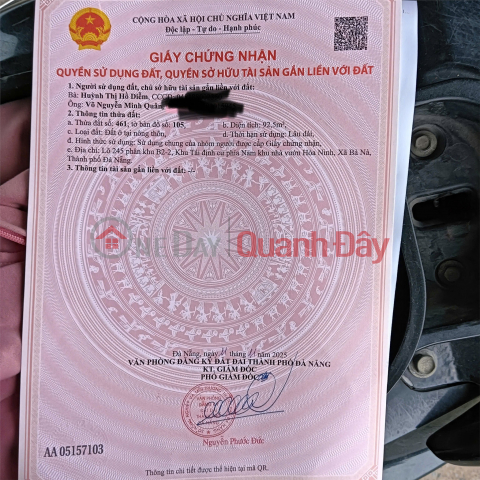 CỘNG HÒA XÃ HỘI CHỦ NGHĨA VIỆT NAM
Độc lập - Tự do - Hạnh phúc
GIẤY CHỨNG NHẬN
QUYỀN SỬ DỤNG ĐẤT, QUYỀN SỞ HỮU TÀI SẢN GẮN LIỀN VỚI ĐẤT
1. Người sử dụng đất, chủ sở hữu tài sản gắn liền với đất:
Bà: Huỳnh Thị Hồ Diễm, CCCD:
Ông: Võ Nguyễn Minh Quân
2. Thông tin thửa đất:
a. Thửa đất số: 461, tờ bản đồ số: 105, b. Diện tích: 92,5m²,
c. Loại đất: Đất ở tại nông thôn, d. Thời hạn sử dụng: Lâu dài,
đ. Hình thức sử dụng: Sử dụng chung của nhóm người được cấp Giấy chứng nhận,
e. Địa chỉ: Lô 245 phân khu B2-2, Khu Tái định cư phía Nam khu nhà vườn Hòa Ninh, Xã Bà Nà,
Thành phố Đà Nẵng.
3. Thông tin tài sản gắn liền với đất: -/-
Quanh Đây
Đà Nẵng, ngày tháng năm 2025
VĂN PHÒNG ĐĂNG KÝ ĐẤT ĐAI THÀNH PHỐ ĐÀ NẴNG
KT. GIÁM ĐỐC
PHÓ GIÁM ĐỐC
Nguyễn Phước Đức
AA 05157103
Thông tin chi tiết được thể hiện tại mã QR.